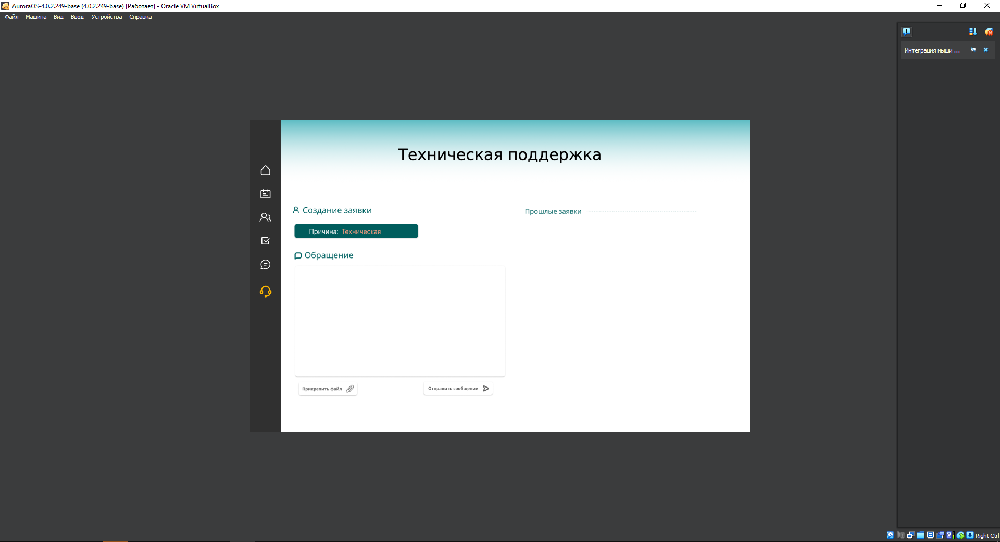 AuroraOS-4.0.2.249-base (4.0.2.249-base) [Работает] - Oracle VM VirtualBox
Файл Машина Вид Ввод Устройства Справка
Интеграция мыши ...
Техническая поддержка
Создание заявки
Прошлые заявки
Причина: Техническая
Обращение
Прикрепить файл
Отправить сообщение
Right Ctrl